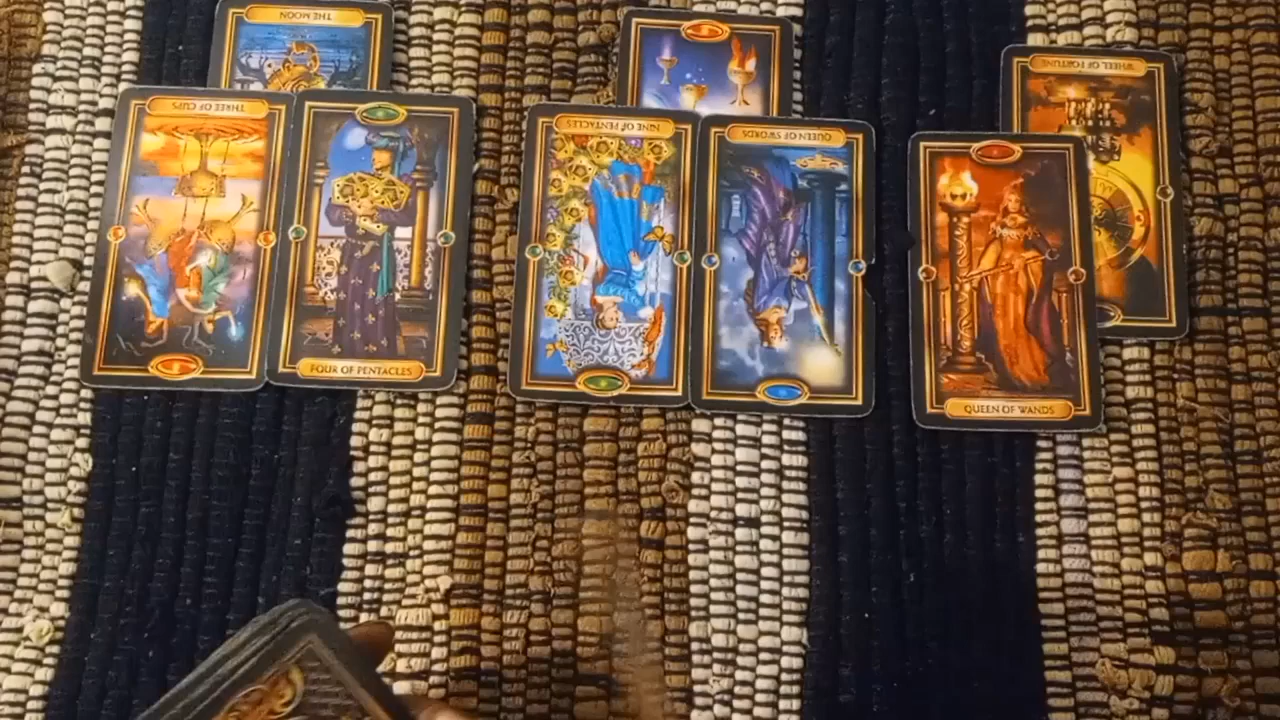 THE MOON
THREE OF CUPS
FOUR OF PENTACLES
NINE OF PENTACLES
QUEEN OF SWORDS
WHEEL OF FORTUNE
QUEEN OF WANDS